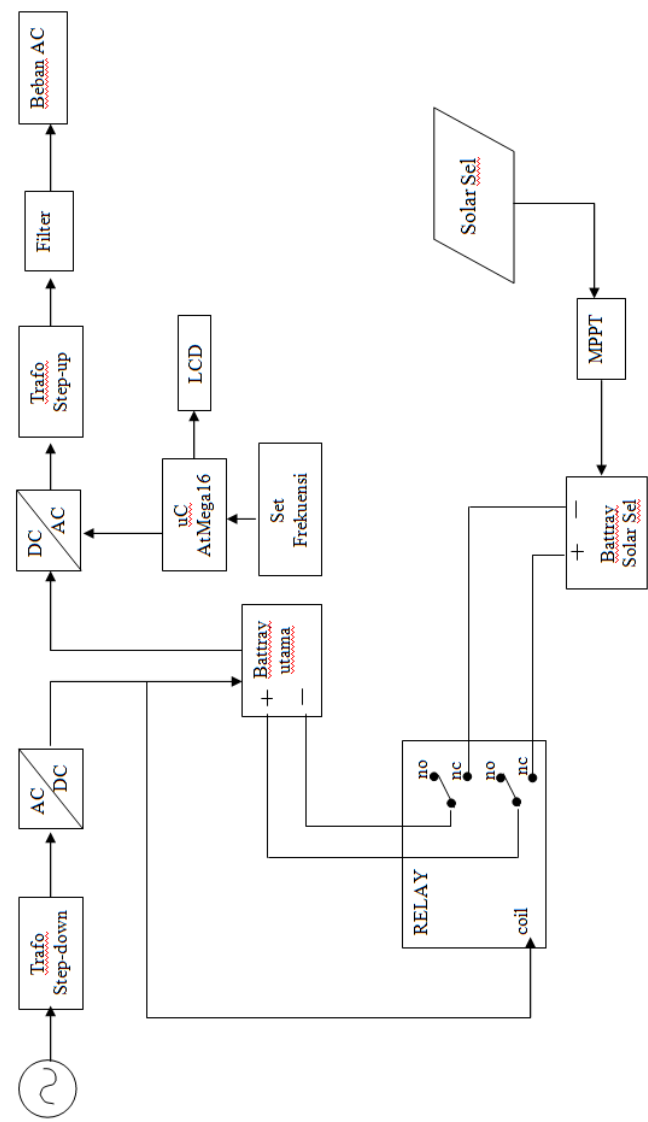 Trafo
Step-down
AC
DC
DC
AC
Trafo
Step-up
Filter
Beban AC
Battray
utama
+
−
uC
AtMega16
LCD
Set
Frekuensi
RELAY
coil
no
nc
no
nc
Solar Sel
MPPT
+
−
Battray
Solar Sel